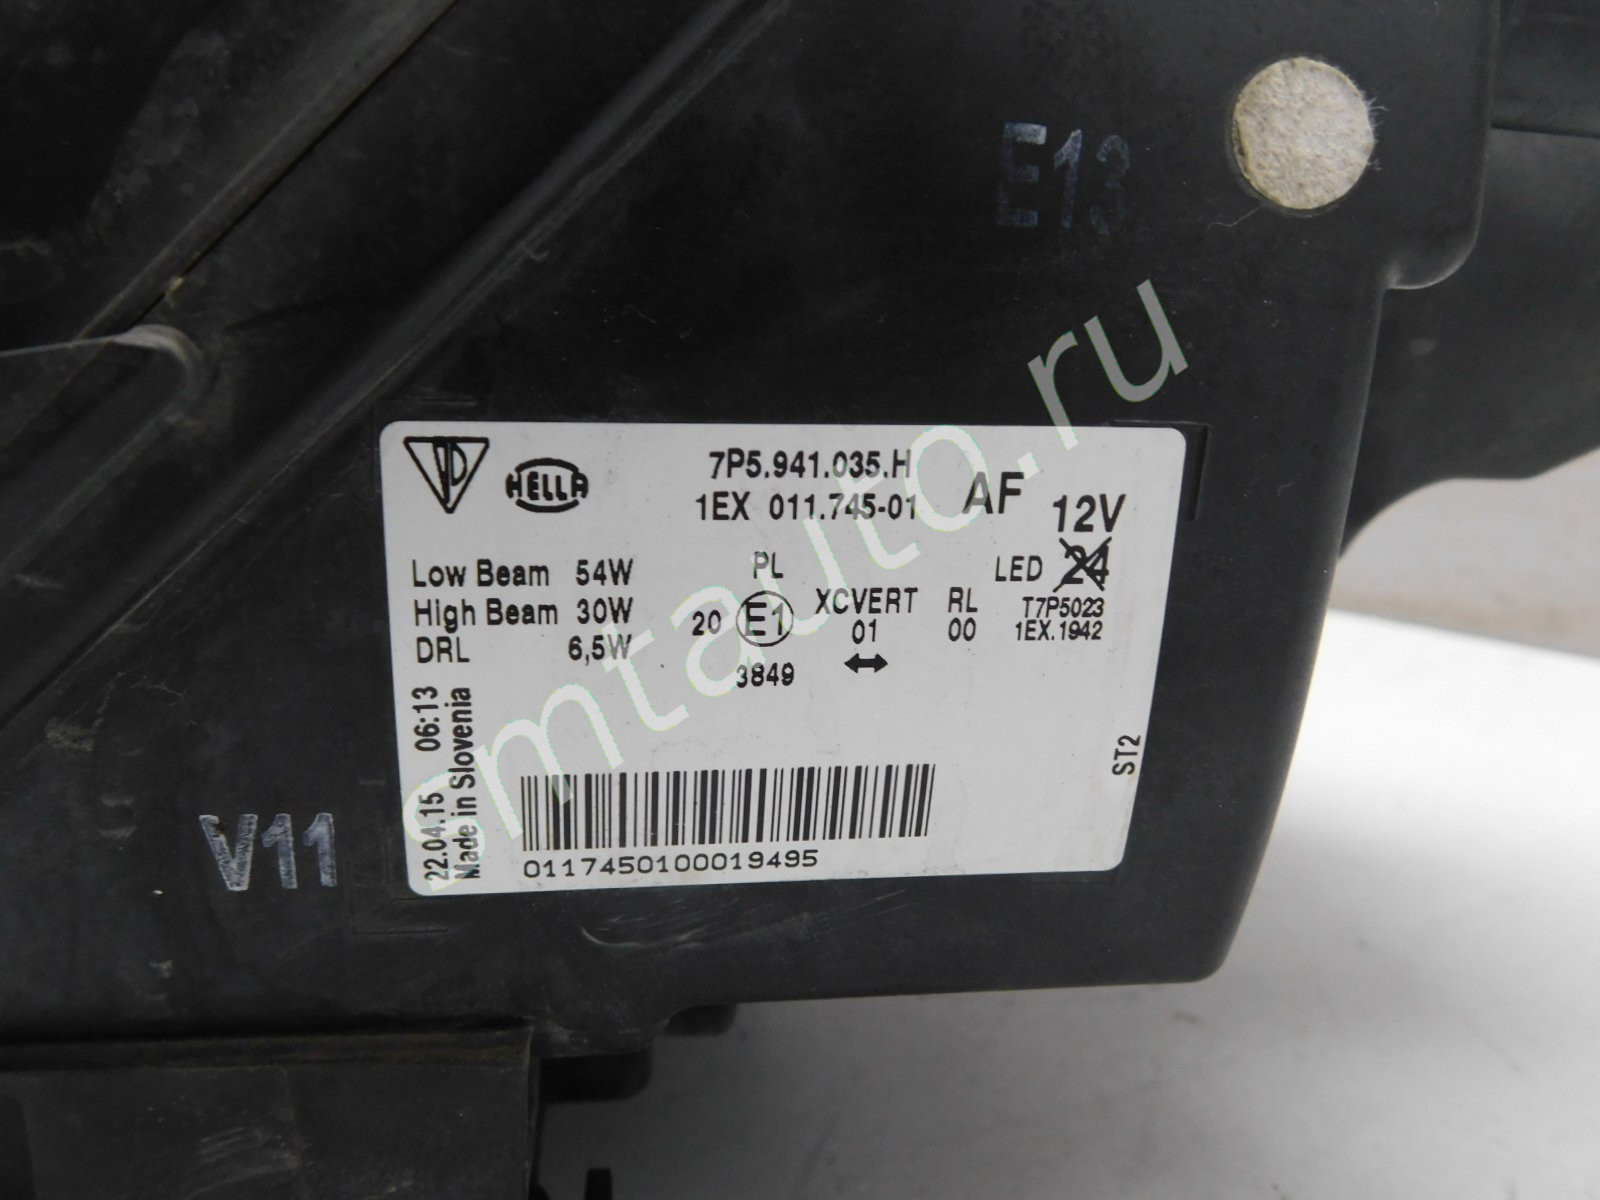 E13
HELLA
7P5.941.035.H
1EX 011.745-01
AF
12V
Low Beam 54W
High Beam 30W
DRL 6,5W
PL
20 E1
3849
XCVERT RL
01 00
LED 24
T7P5023
1EX.1942
22.04.15 06:13
Made in Slovenia
ST2
0117450100019495
V11
smtauto.ru